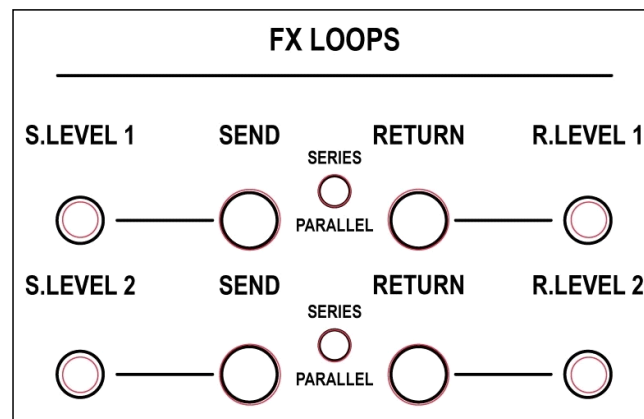 FX LOOPS
S.LEVEL 1 SEND RETURN R.LEVEL 1
SERIES
PARALLEL
S.LEVEL 2 SEND RETURN R.LEVEL 2
SERIES
PARALLEL